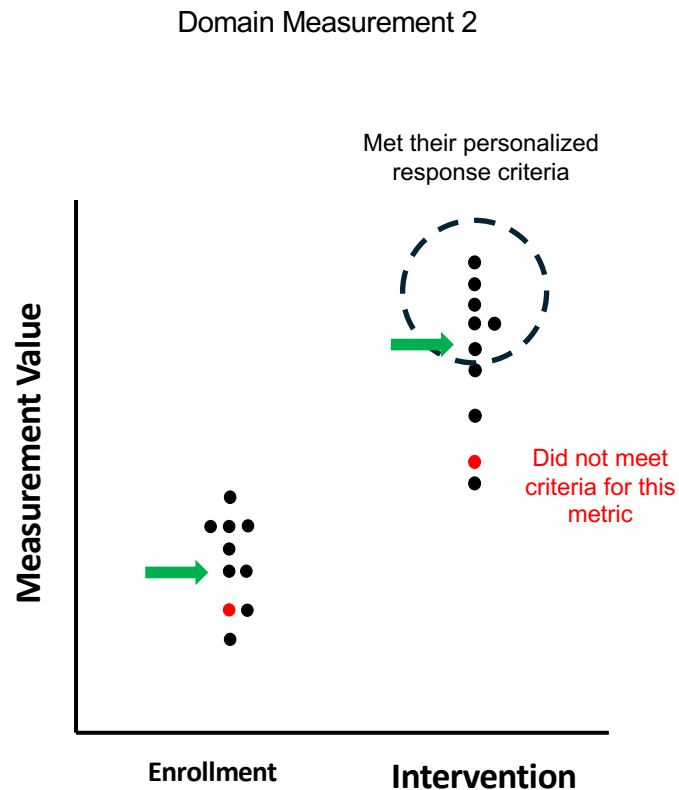 Domain Measurement 2
Met their personalized
response criteria
Measurement Value
Did not meet
criteria for this
metric
Enrollment
Intervention